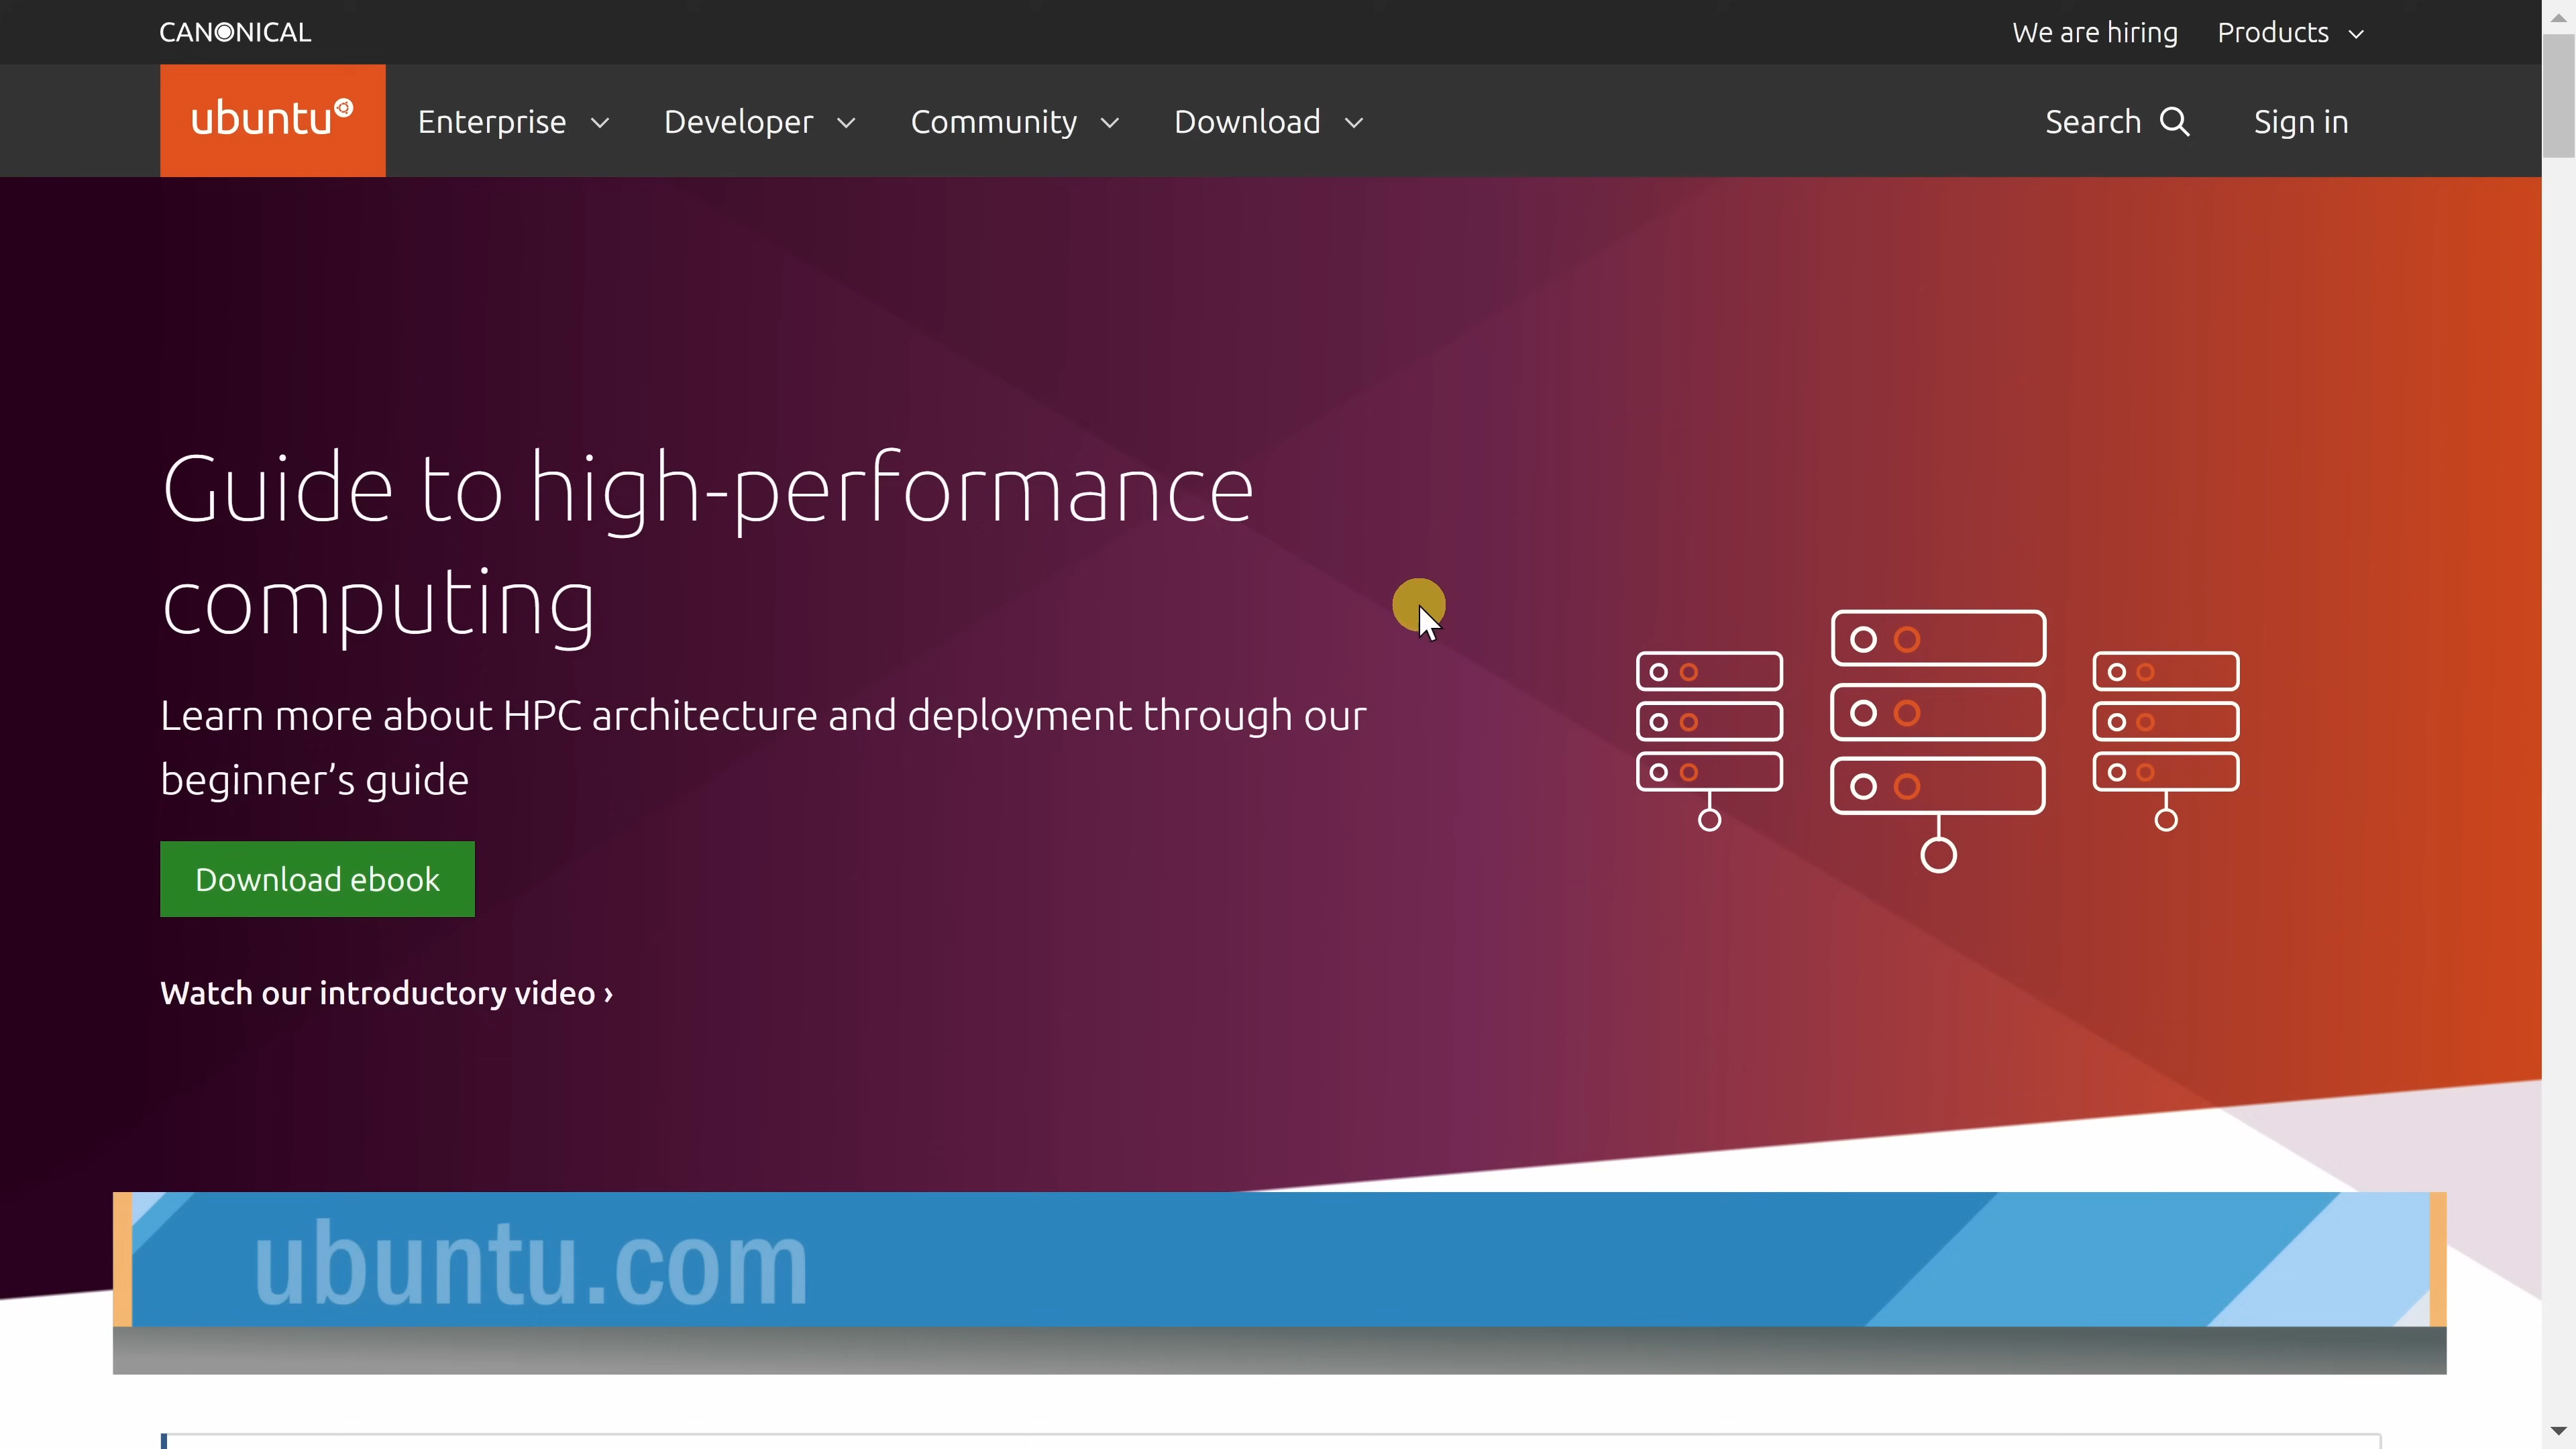 CANONICAL
We are hiring
Products
ubuntu
Enterprise
Developer
Community
Download
Search
Sign in
Guide to high-performance
computing
Learn more about HPC architecture and deployment through our
beginner’s guide
Download ebook
Watch our introductory video ›
ubuntu.com